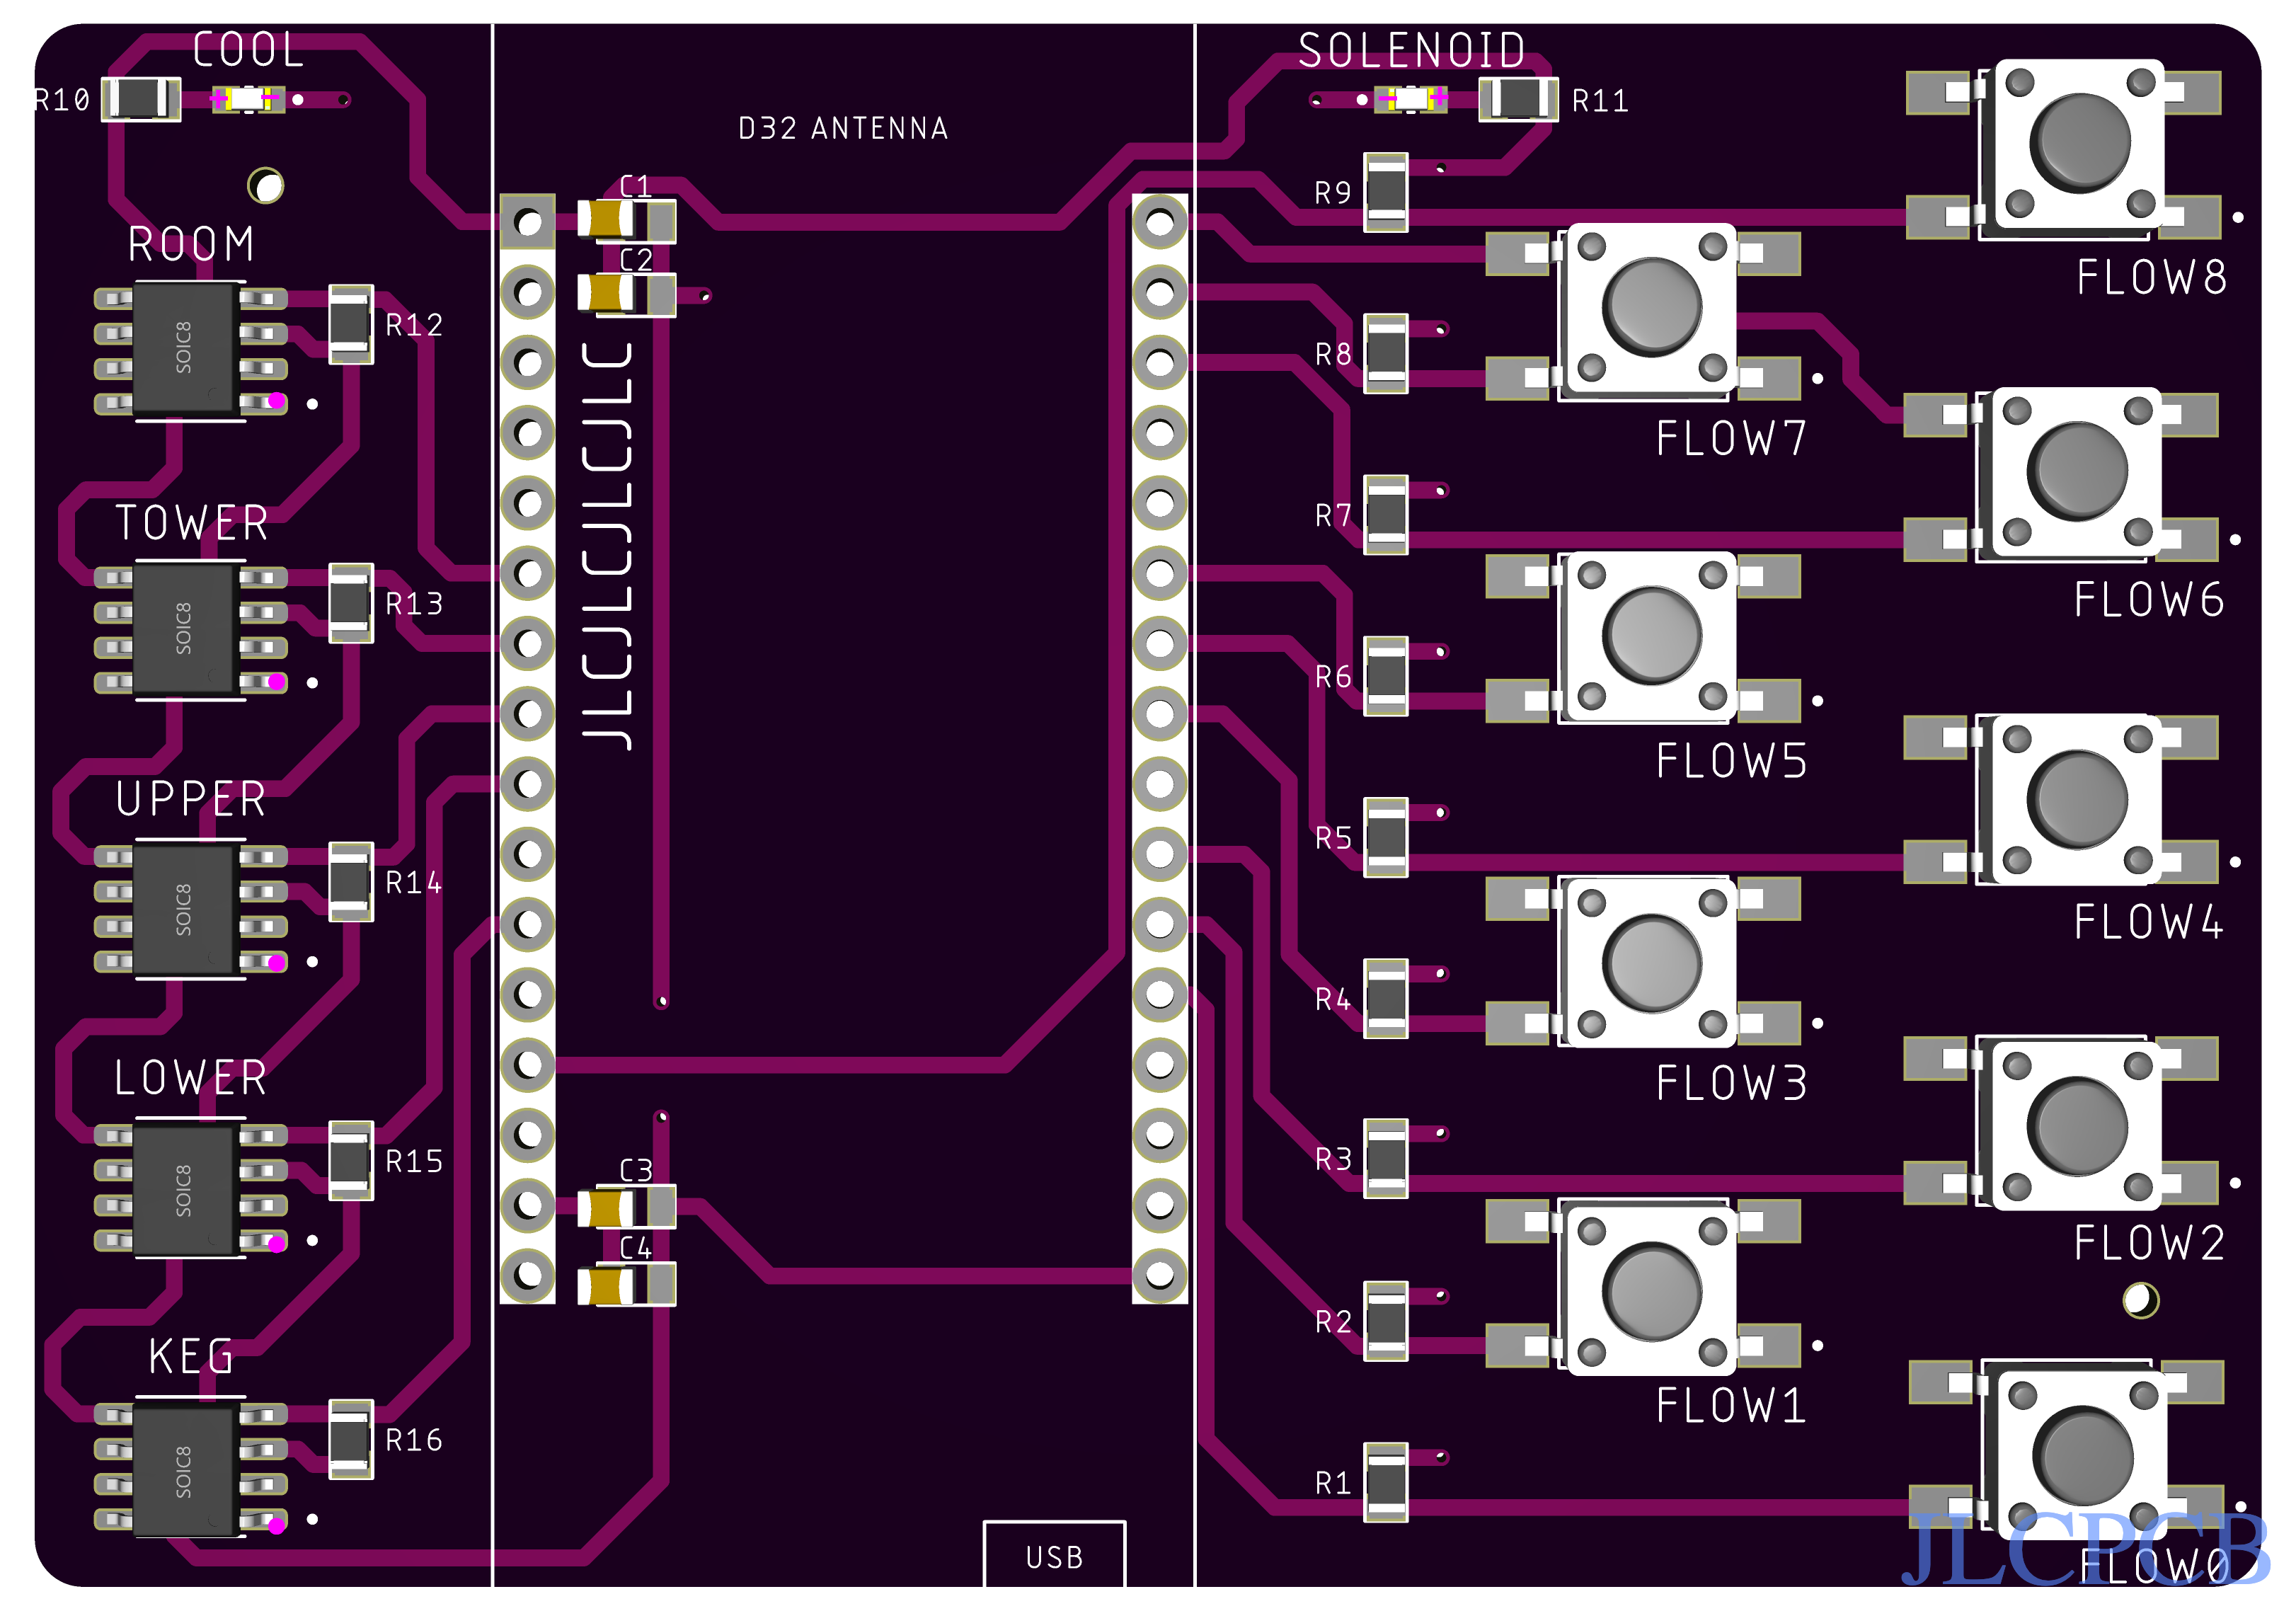 COOL
SOLENOID
R10
+ -
- +
R11
D32 ANTENNA
C1
R9
ROOM
C2
FLOW8
SOIC8
R12
R8
JLCJLCJLCJLC
FLOW7
TOWER
R7
SOIC8
R13
FLOW6
R6
UPPER
FLOW5
R5
SOIC8
R14
FLOW4
R4
LOWER
FLOW3
SOIC8
R15
C3
R3
C4
FLOW2
R2
KEG
FLOW1
SOIC8
R16
R1
USB
JLCPCB
FLOW0